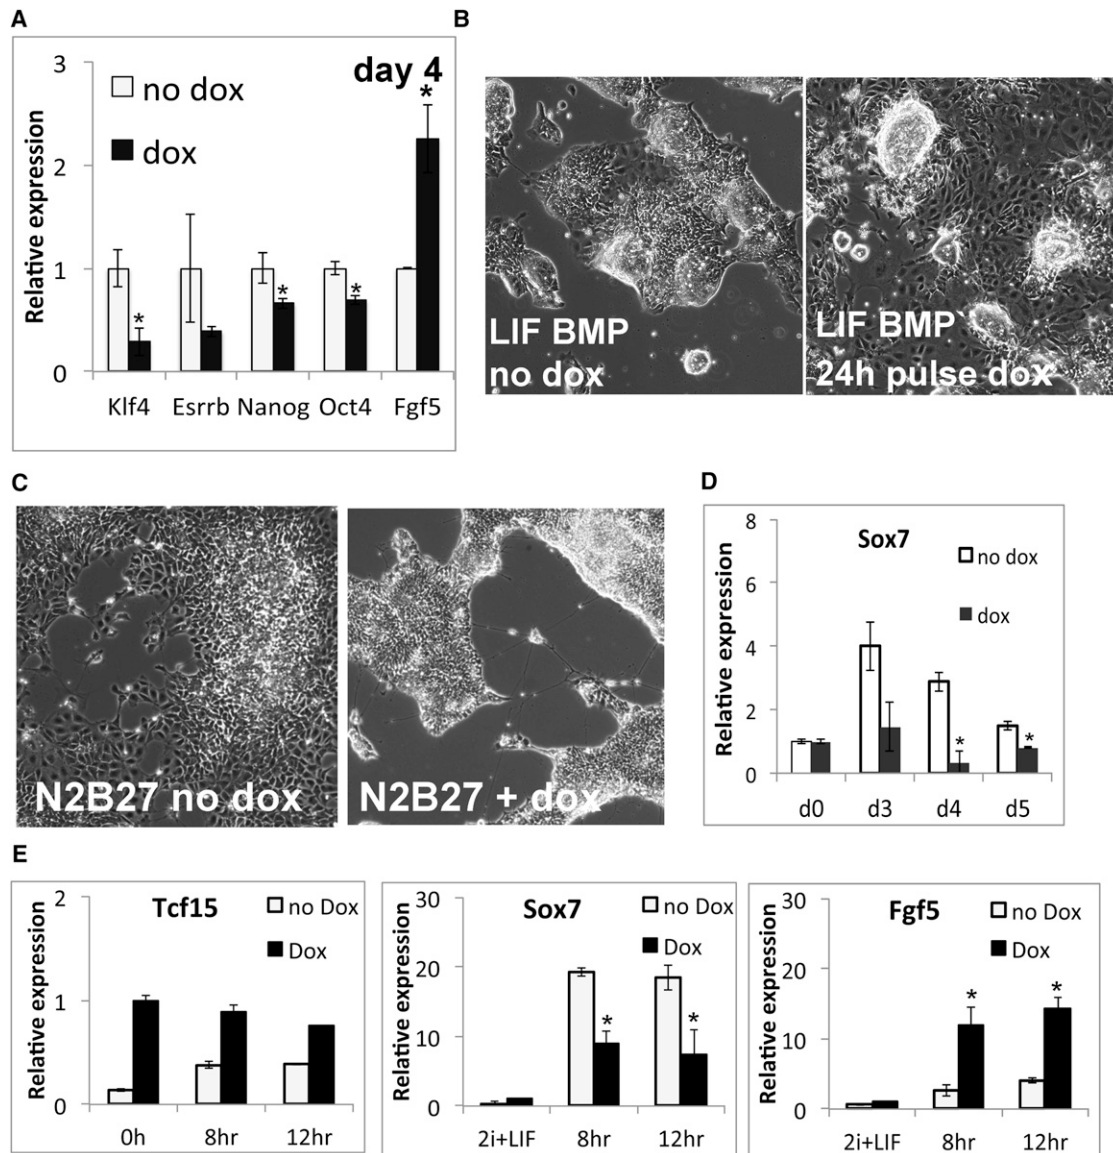 A
3
2
1
0
Relative expression
no dox
dox
day 4
*
*
*
*
Klf4 Esrrb Nanog Oct4 Fgf5
B
LIF BMP
no dox
LIF BMP
24h pulse dox
C
N2B27 no dox
N2B27 + dox
D
Sox7
8
6
4
2
0
Relative expression
no dox
dox
*
*
d0 d3 d4 d5
E
Tcf15
2
1
0
Relative expression
no Dox
Dox
0h 8hr 12hr
Sox7
30
20
10
0
Relative expression
no Dox
Dox
*
*
2i+LIF 8hr 12hr
Fgf5
30
20
10
0
Relative expression
no Dox
Dox
*
*
2i+LIF 8hr 12hr